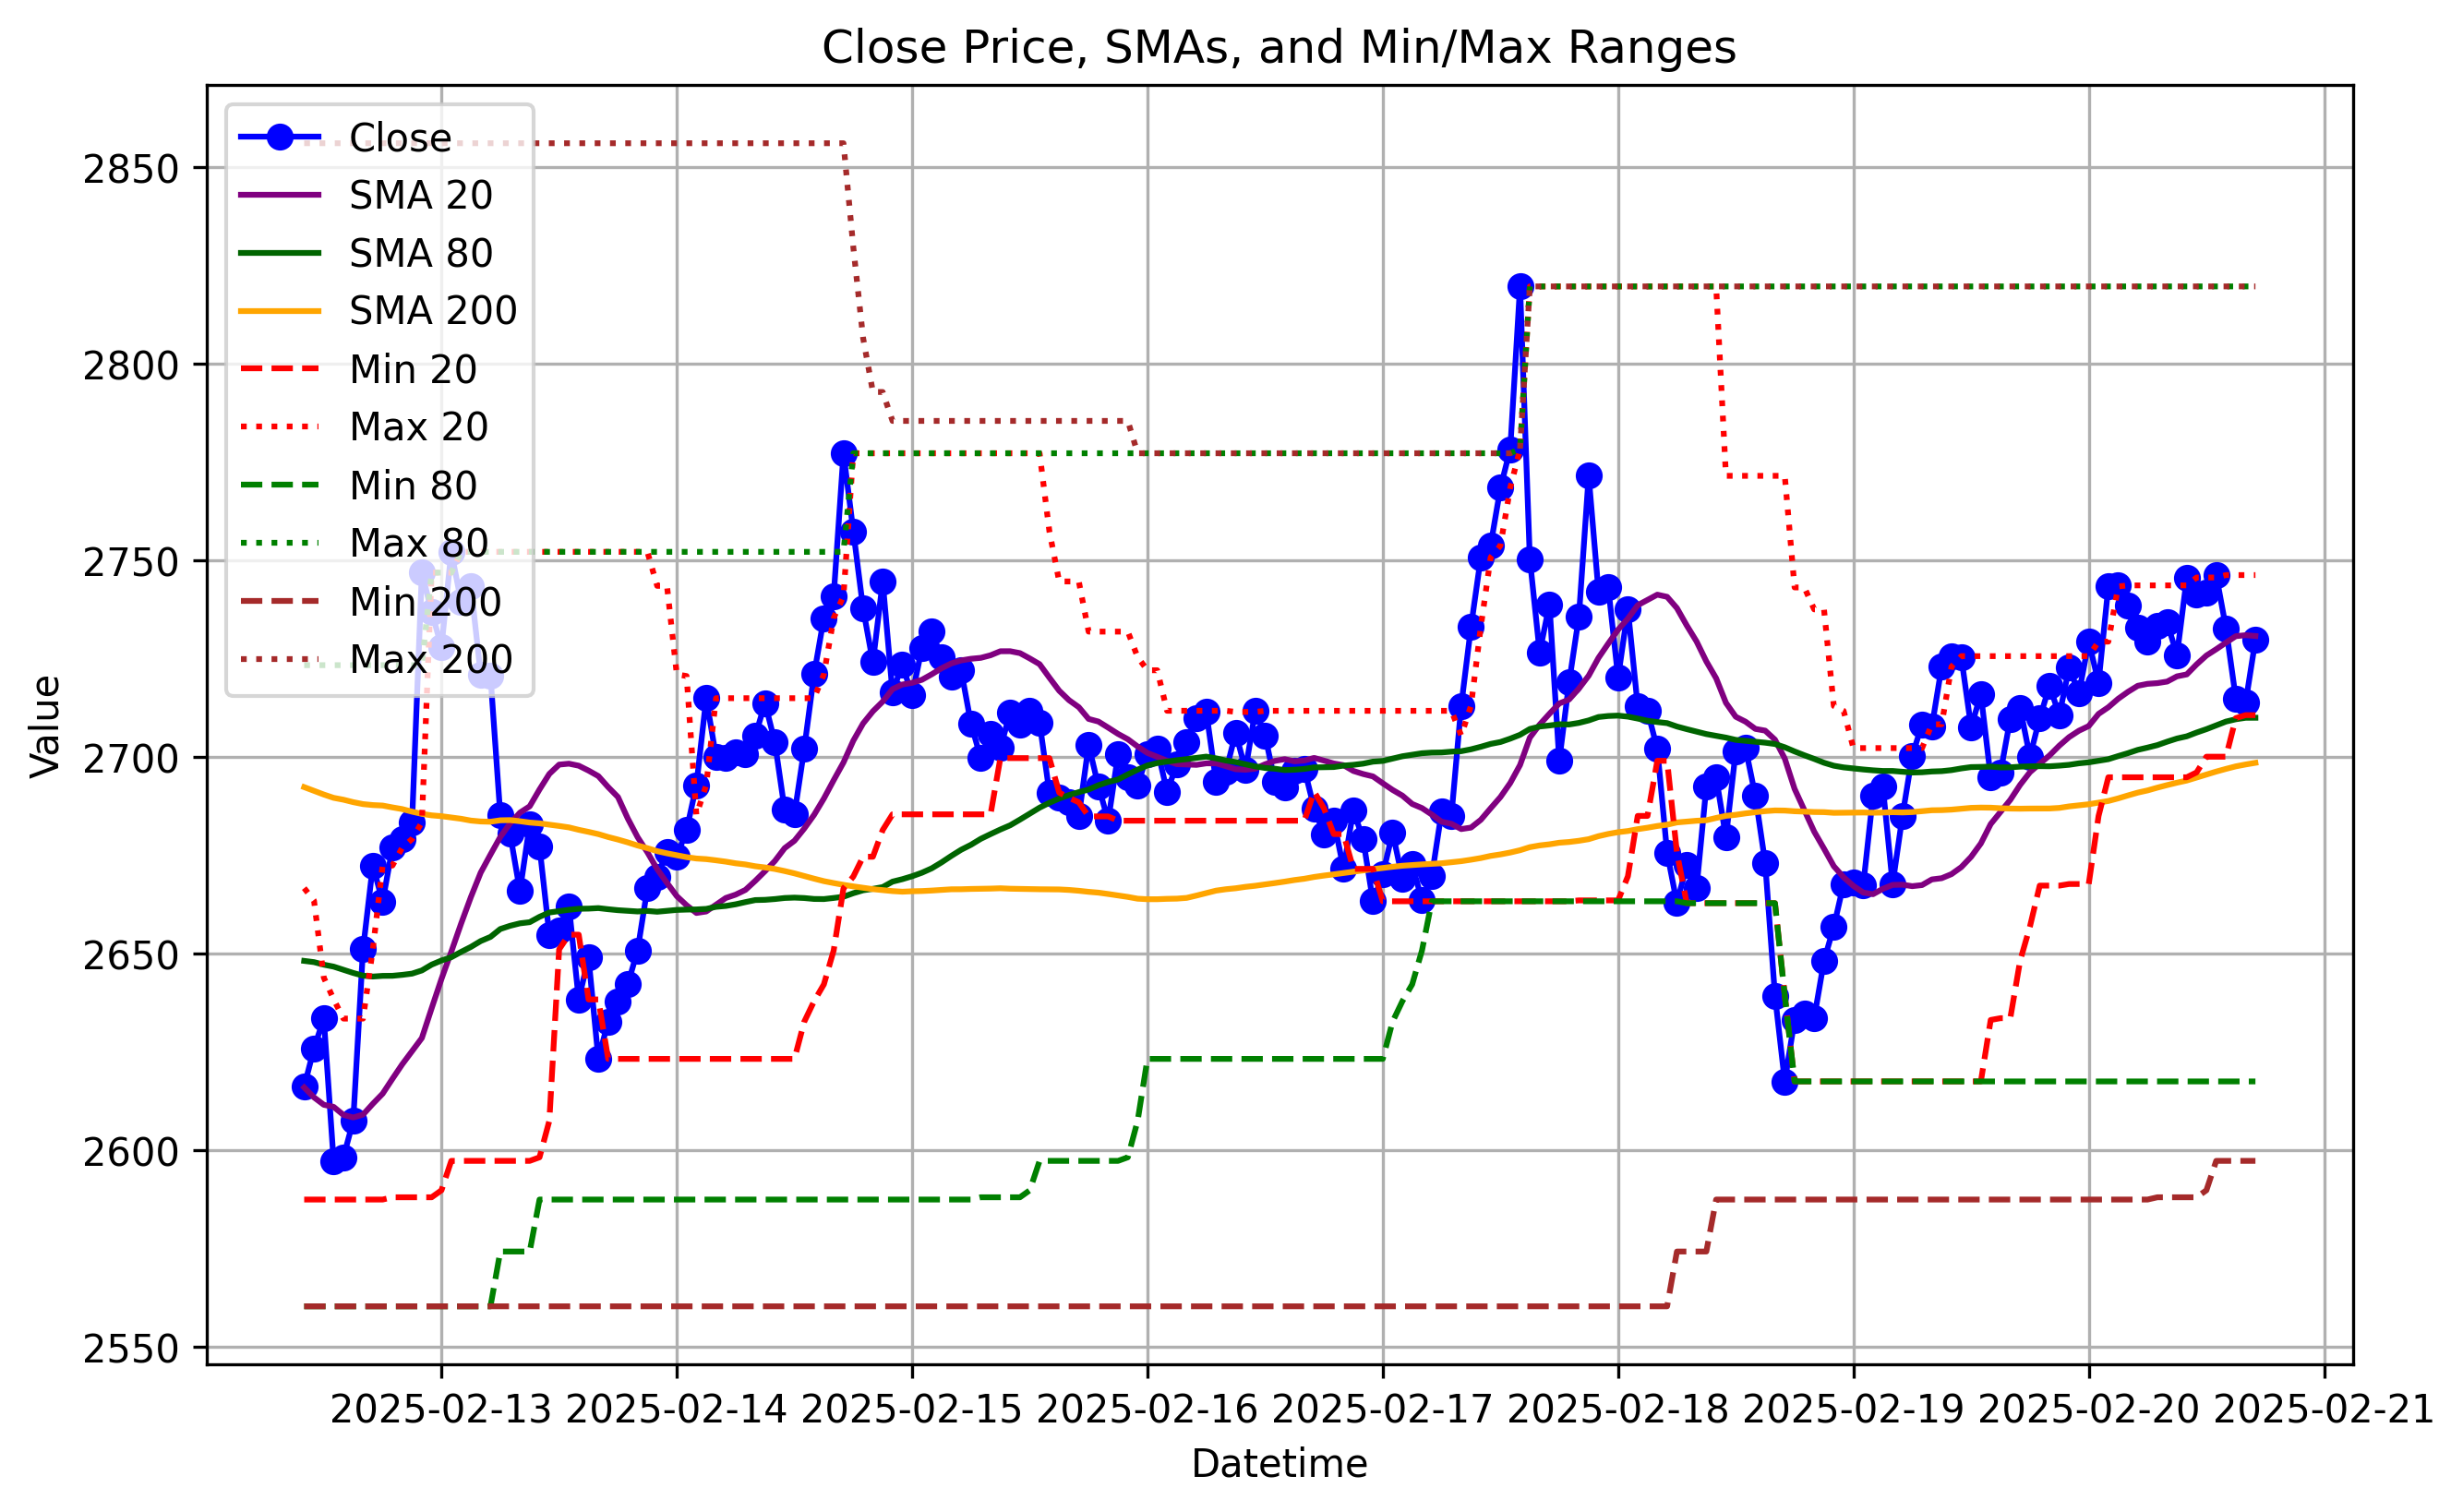 Close Price, SMAs, and Min/Max Ranges
Close
SMA 20
SMA 80
SMA 200
Min 20
Max 20
Min 80
Max 80
Min 200
Max 200
Value
2850
2800
2750
2700
2650
2600
2550
2025-02-13 2025-02-14 2025-02-15 2025-02-16 2025-02-17 2025-02-18 2025-02-19 2025-02-20 2025-02-21
Datetime